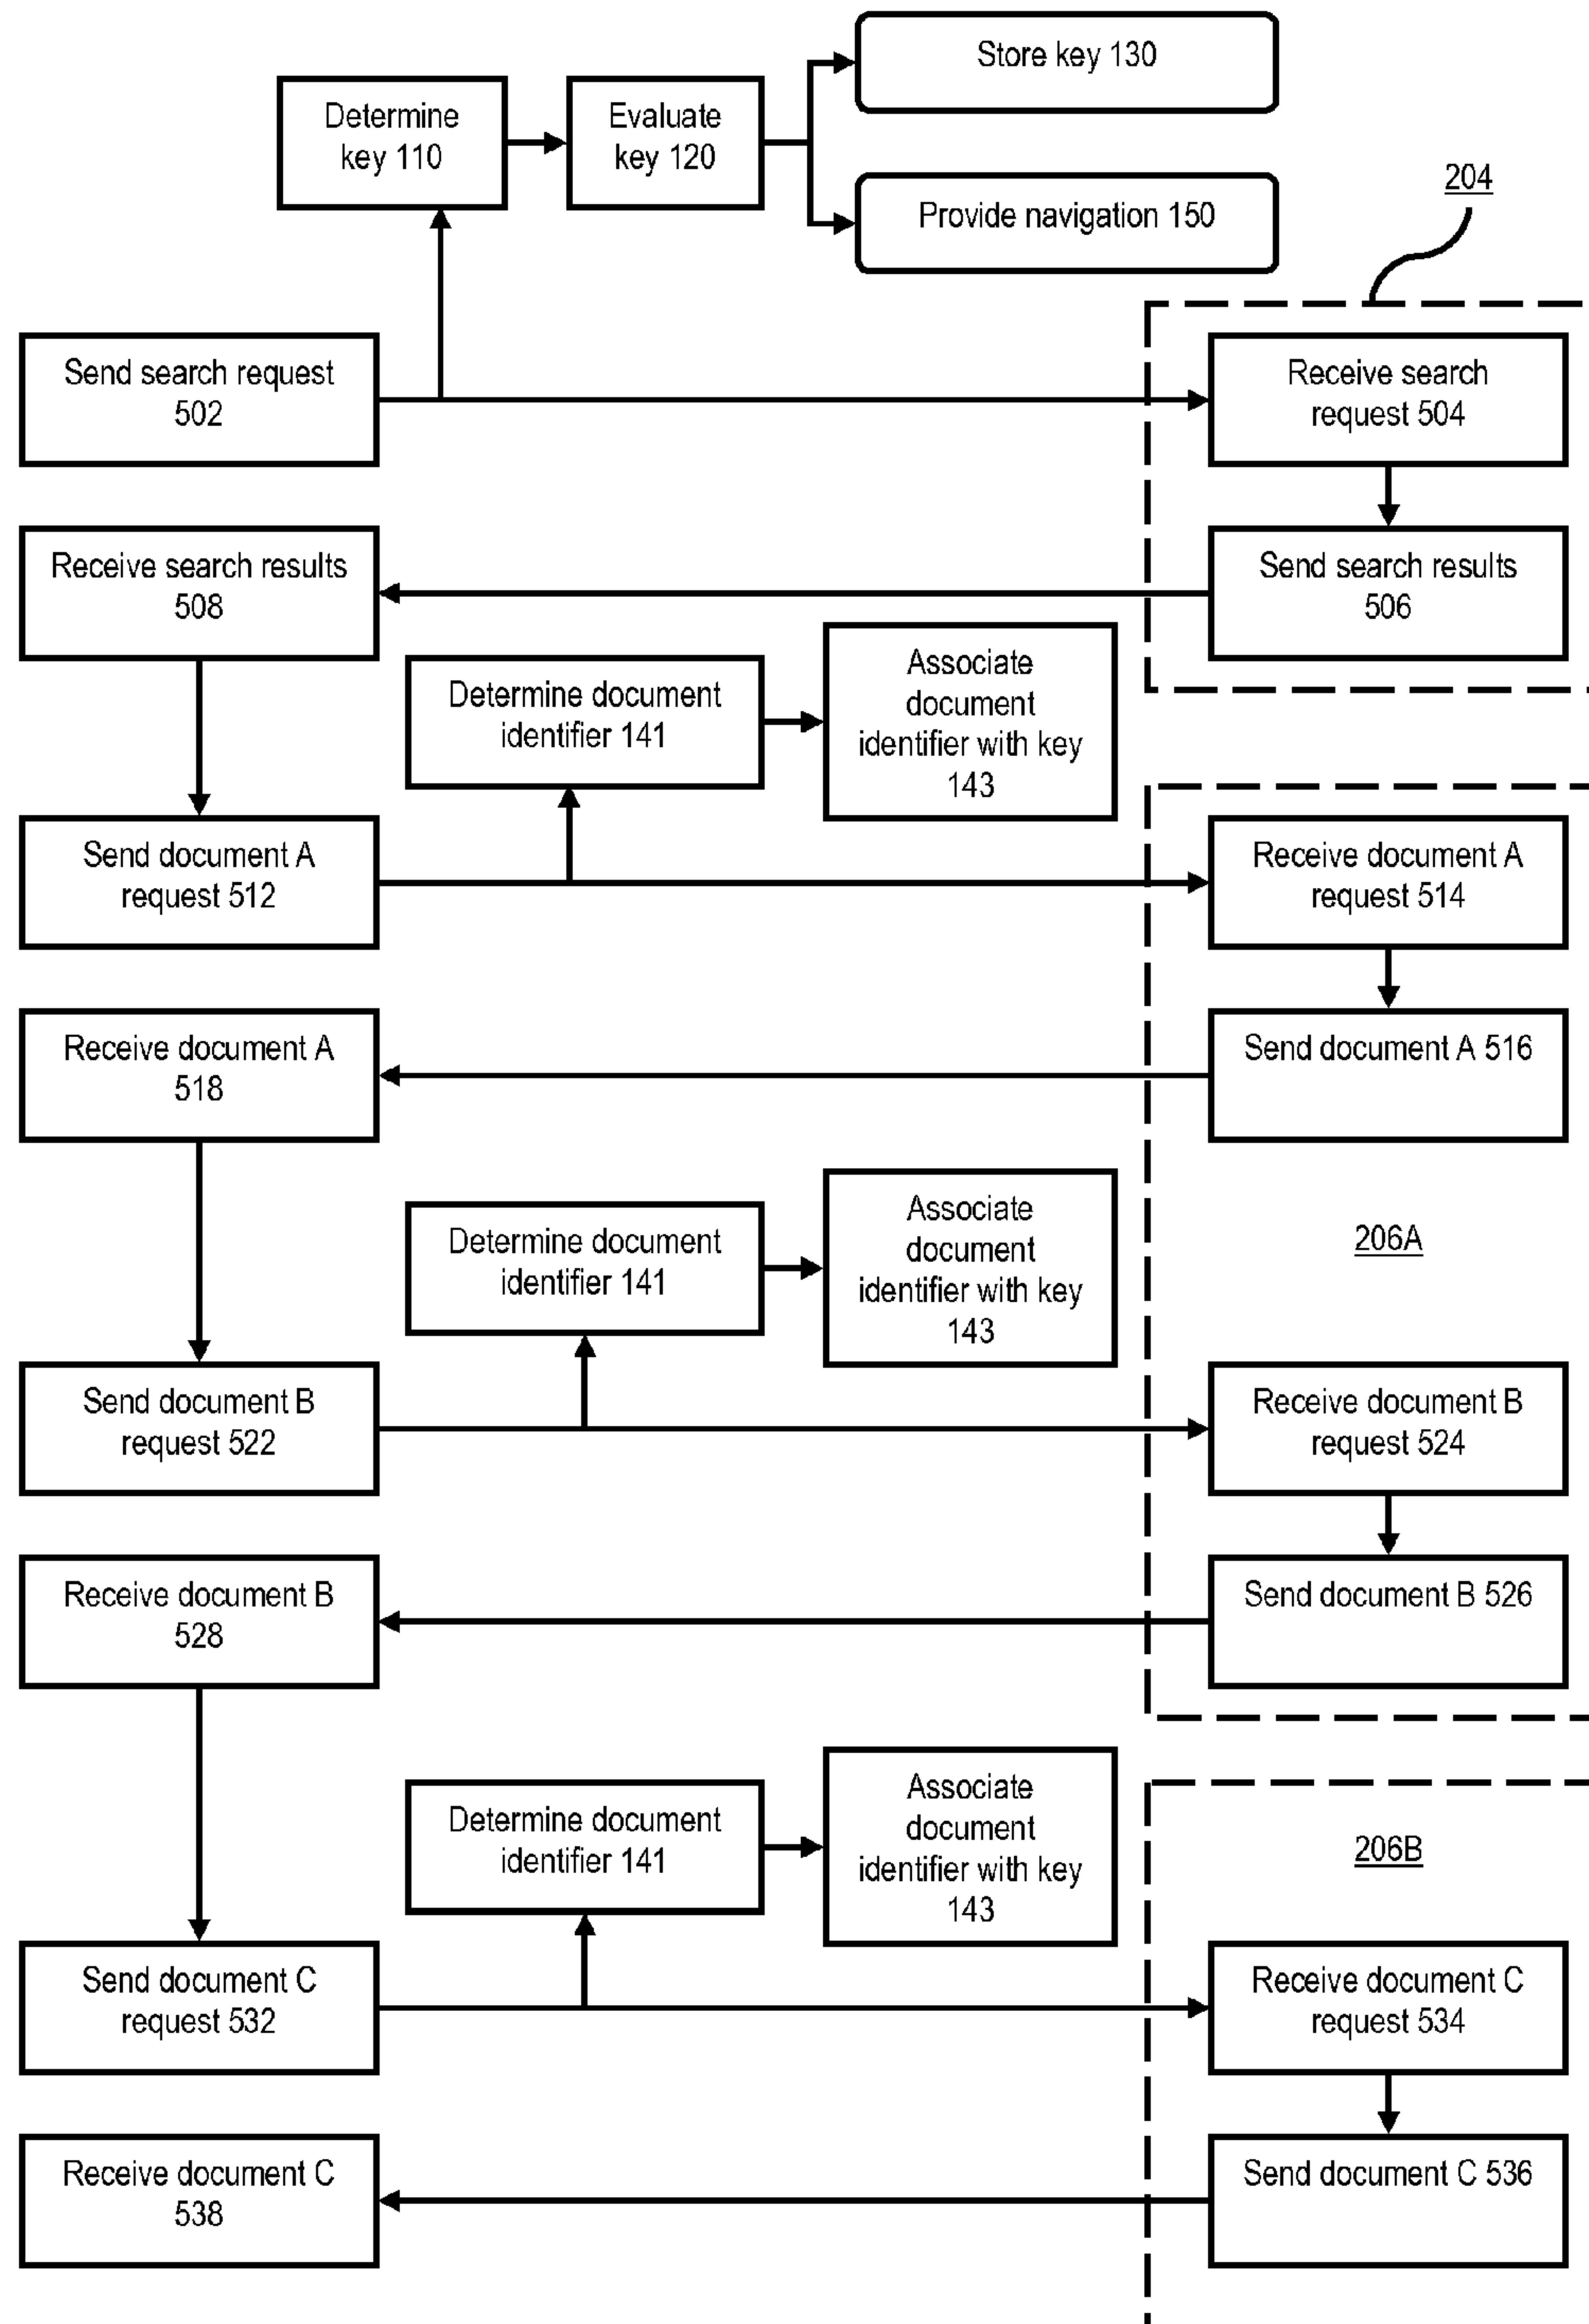 Store key 130
Determine
key 110
Evaluate
key 120
Provide navigation 150
204
Send search request
502
Receive search
request 504
Receive search results
508
Send search results
506
Determine document
identifier 141
Associate
document
identifier with key
143
Send document A
request 512
Receive document A
request 514
Receive document A
518
Send document A 516
Determine document
identifier 141
Associate
document
identifier with key
143
206A
Send document B
request 522
Receive document B
request 524
Receive document B
528
Send document B 526
Determine document
identifier 141
Associate
document
identifier with key
143
206B
Send document C
request 532
Receive document C
request 534
Receive document C
538
Send document C 536